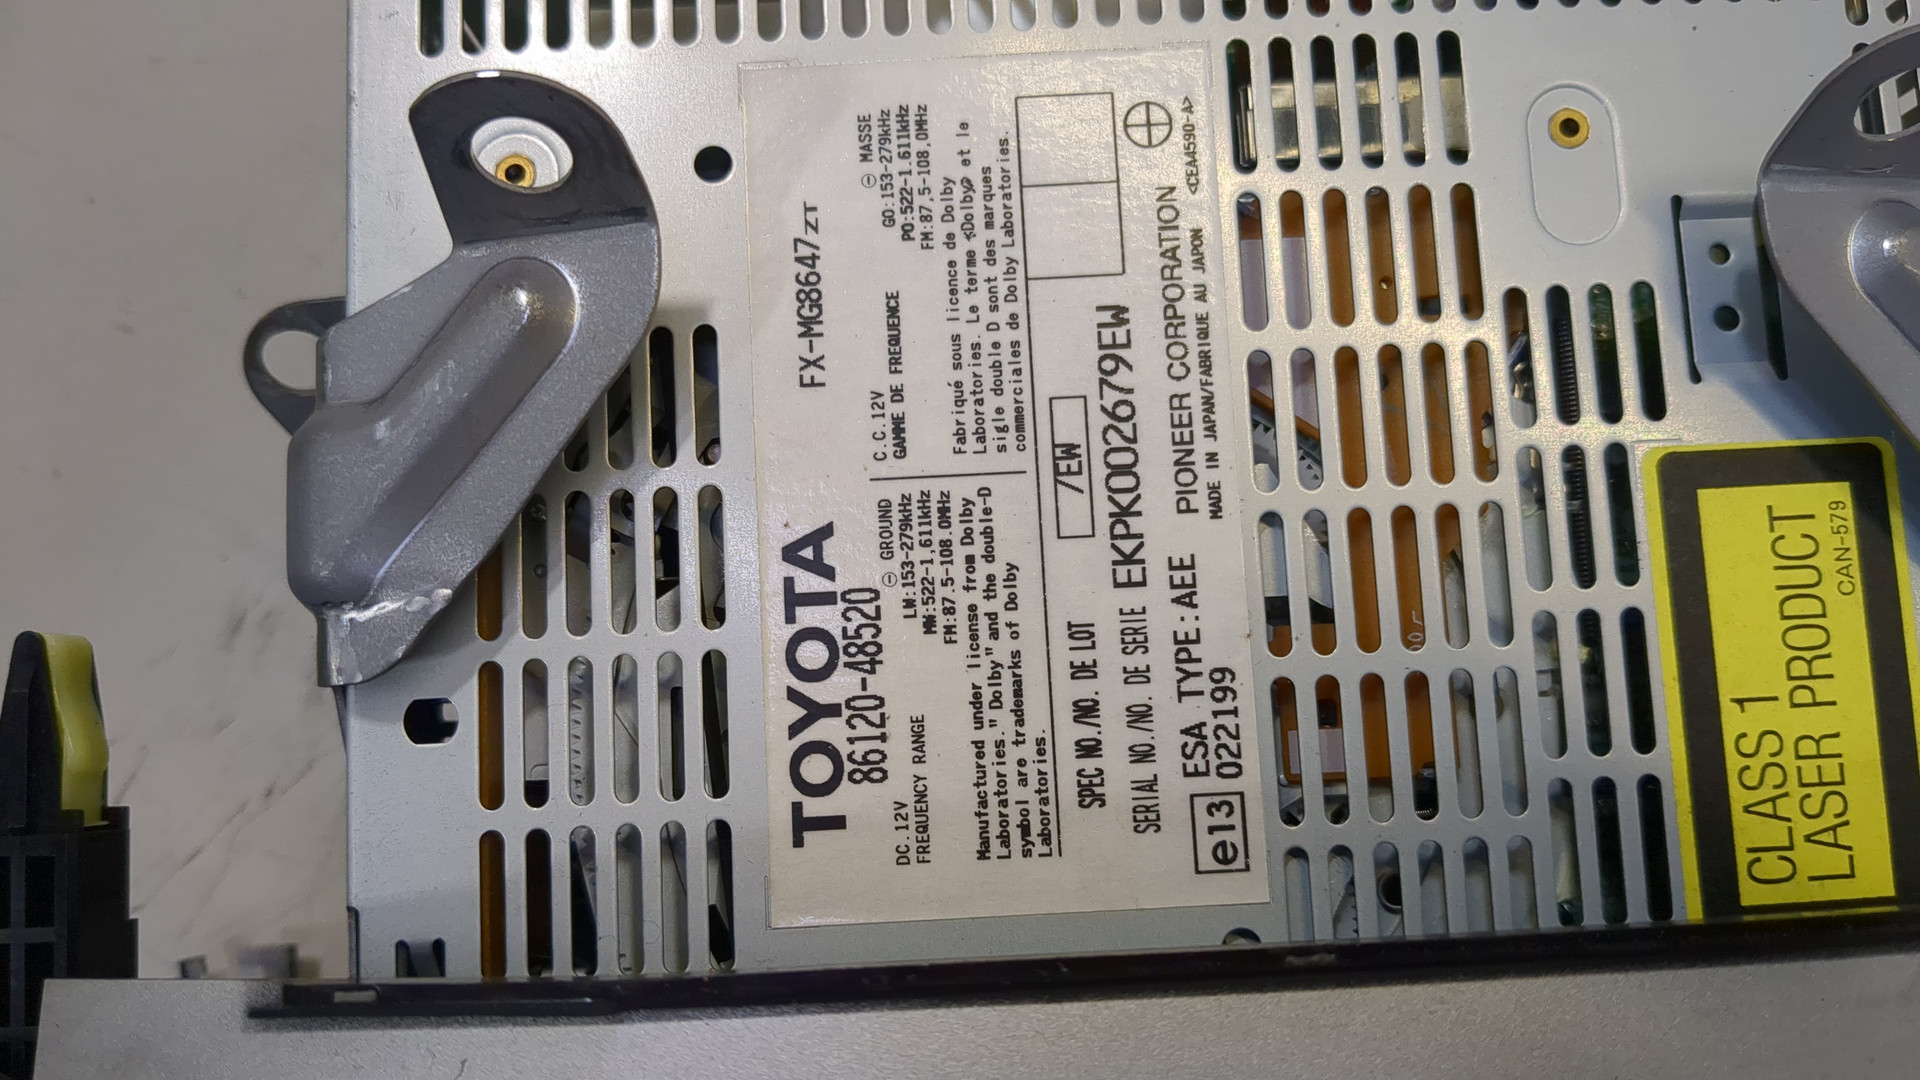 TOYOTA
FX-MG8647ZT
86120-48520
DC.12V
⊖ GROUND
FREQUENCY RANGE
LW:153-279kHz
MW:522-1,611kHz
FM:87.5-108.0MHz
Manufactured under license from Dolby
Laboratories."Dolby"and the double-D
symbol are trademarks of Dolby
Laboratories.
C.C.12V
⊖ MASSE
GAMME DE FREQUENCE
GO:153-279kHz
PO:522-1.611kHz
FM:87,5-108,0MHz
Fabriqué sous licence de Dolby
Laboratories. Le terme «Dolby» et le
sigle double D sont des marques
commerciales de Dolby Laboratories.
SPEC NO./NO. DE LOT
/EW
SERIAL NO./NO. DE SERIE EKPK002679EW
e13
ESA TYPE:AEE
022199
PIONEER CORPORATION
MADE IN JAPAN/FABRIQUE AU JAPON
<CEA4590-A>
CLASS 1
LASER PRODUCT
CAN-579